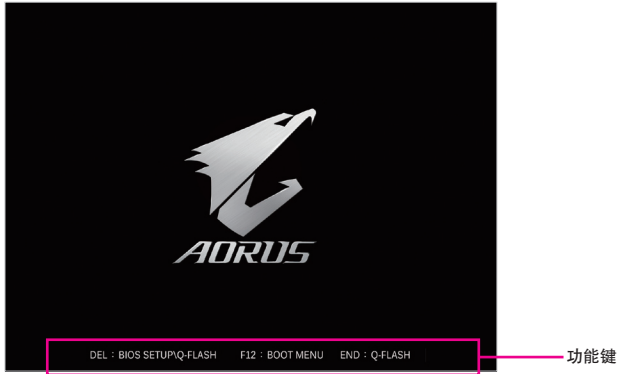 AORUS
DEL：BIOS SETUP\Q-FLASH F12：BOOT MENU END：Q-FLASH
功能键